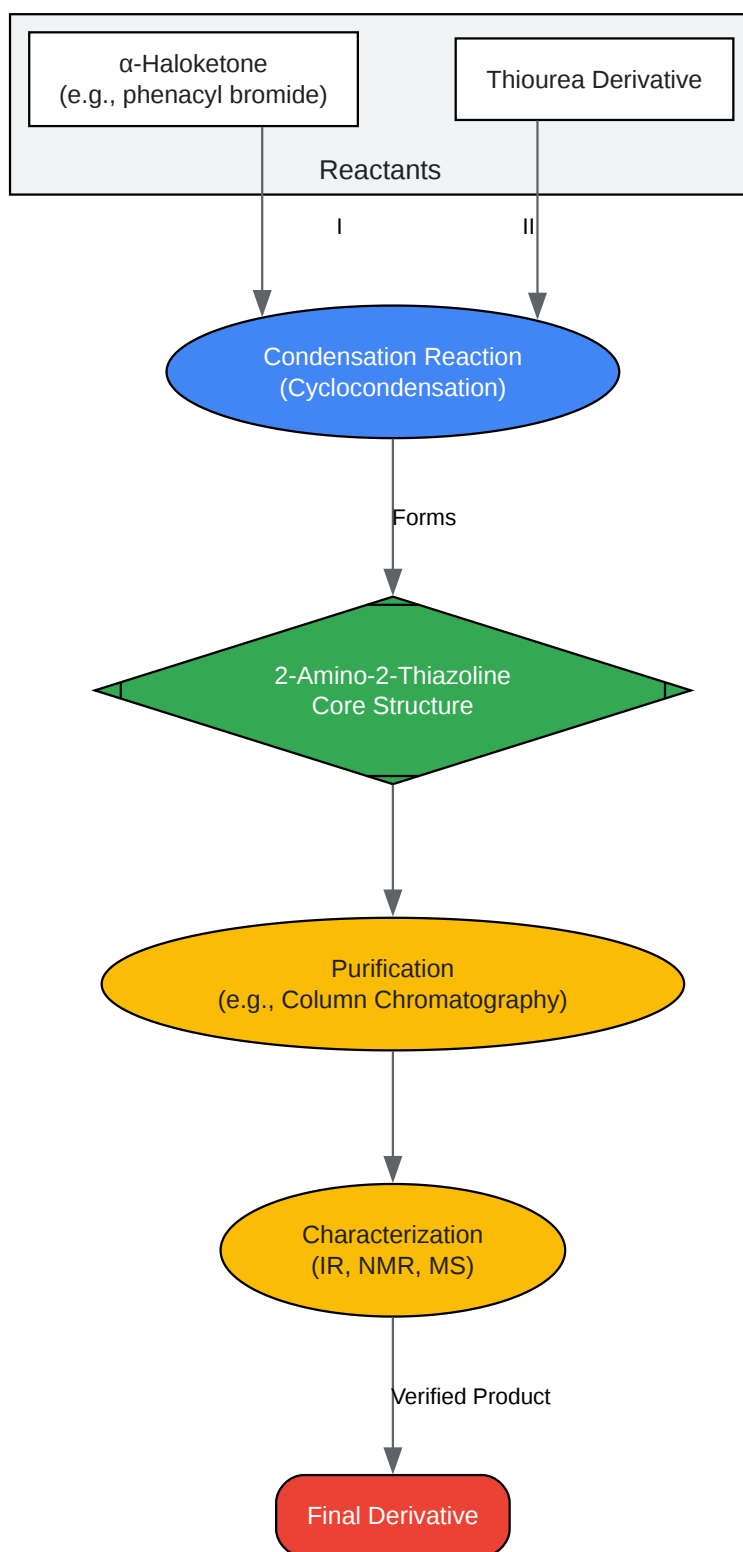 α-Haloketone
(e.g., phenacyl bromide)
Thiourea Derivative
Reactants
I
II
Condensation Reaction
(Cyclocondensation)
Forms
2-Amino-2-Thiazoline
Core Structure
Purification
(e.g., Column Chromatography)
Characterization
(IR, NMR, MS)
Verified Product
Final Derivative